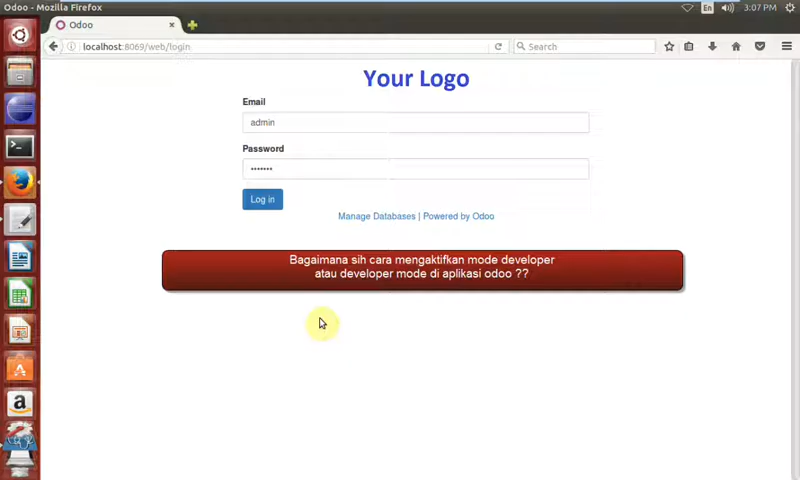 Odoo - Mozilla Firefox
En
3:07 PM
Odoo
localhost:8069/web/login
Search
Your Logo
Email
admin
Password
•••••••
Log in
Manage Databases | Powered by Odoo
Bagaimana sih cara mengaktifkan mode developer
atau developer mode di aplikasi odoo ??